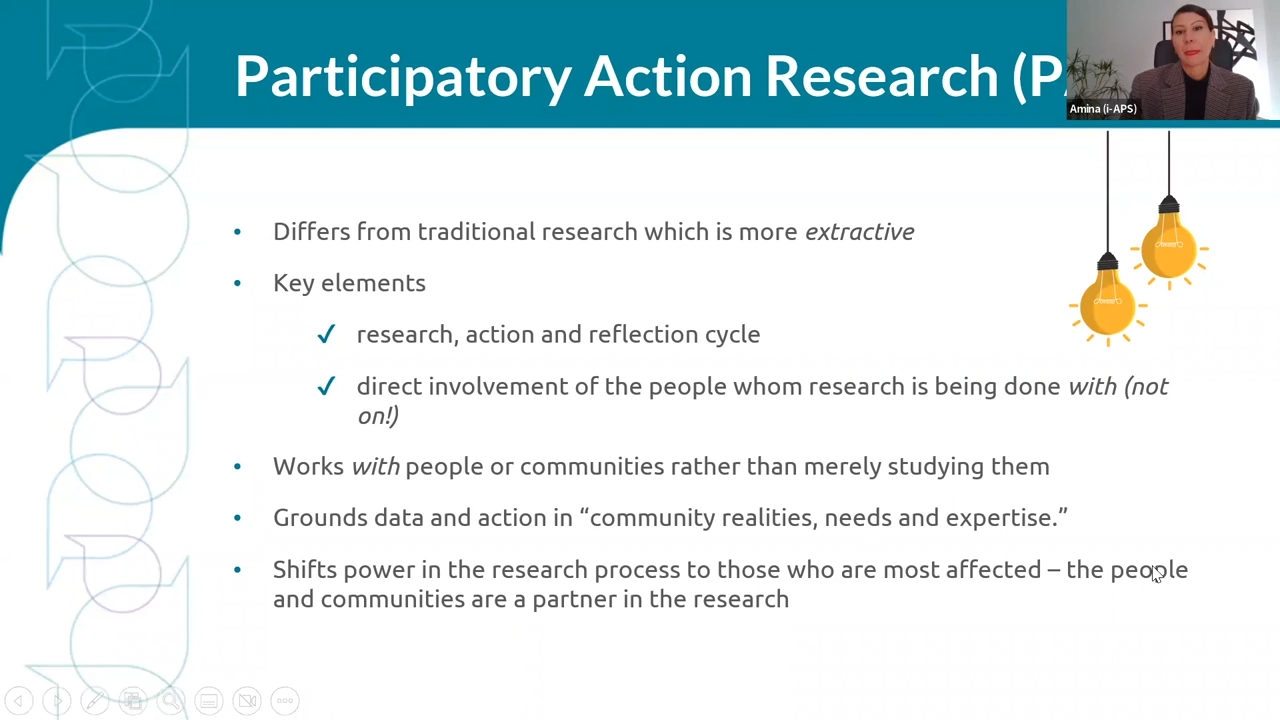 Participatory Action Research (P
Amina (i-APS)
• Differs from traditional research which is more extractive
• Key elements
✓ research, action and reflection cycle
✓ direct involvement of the people whom research is being done with (not
on!)
• Works with people or communities rather than merely studying them
• Grounds data and action in “community realities, needs and expertise.”
• Shifts power in the research process to those who are most affected – the people
and communities are a partner in the research